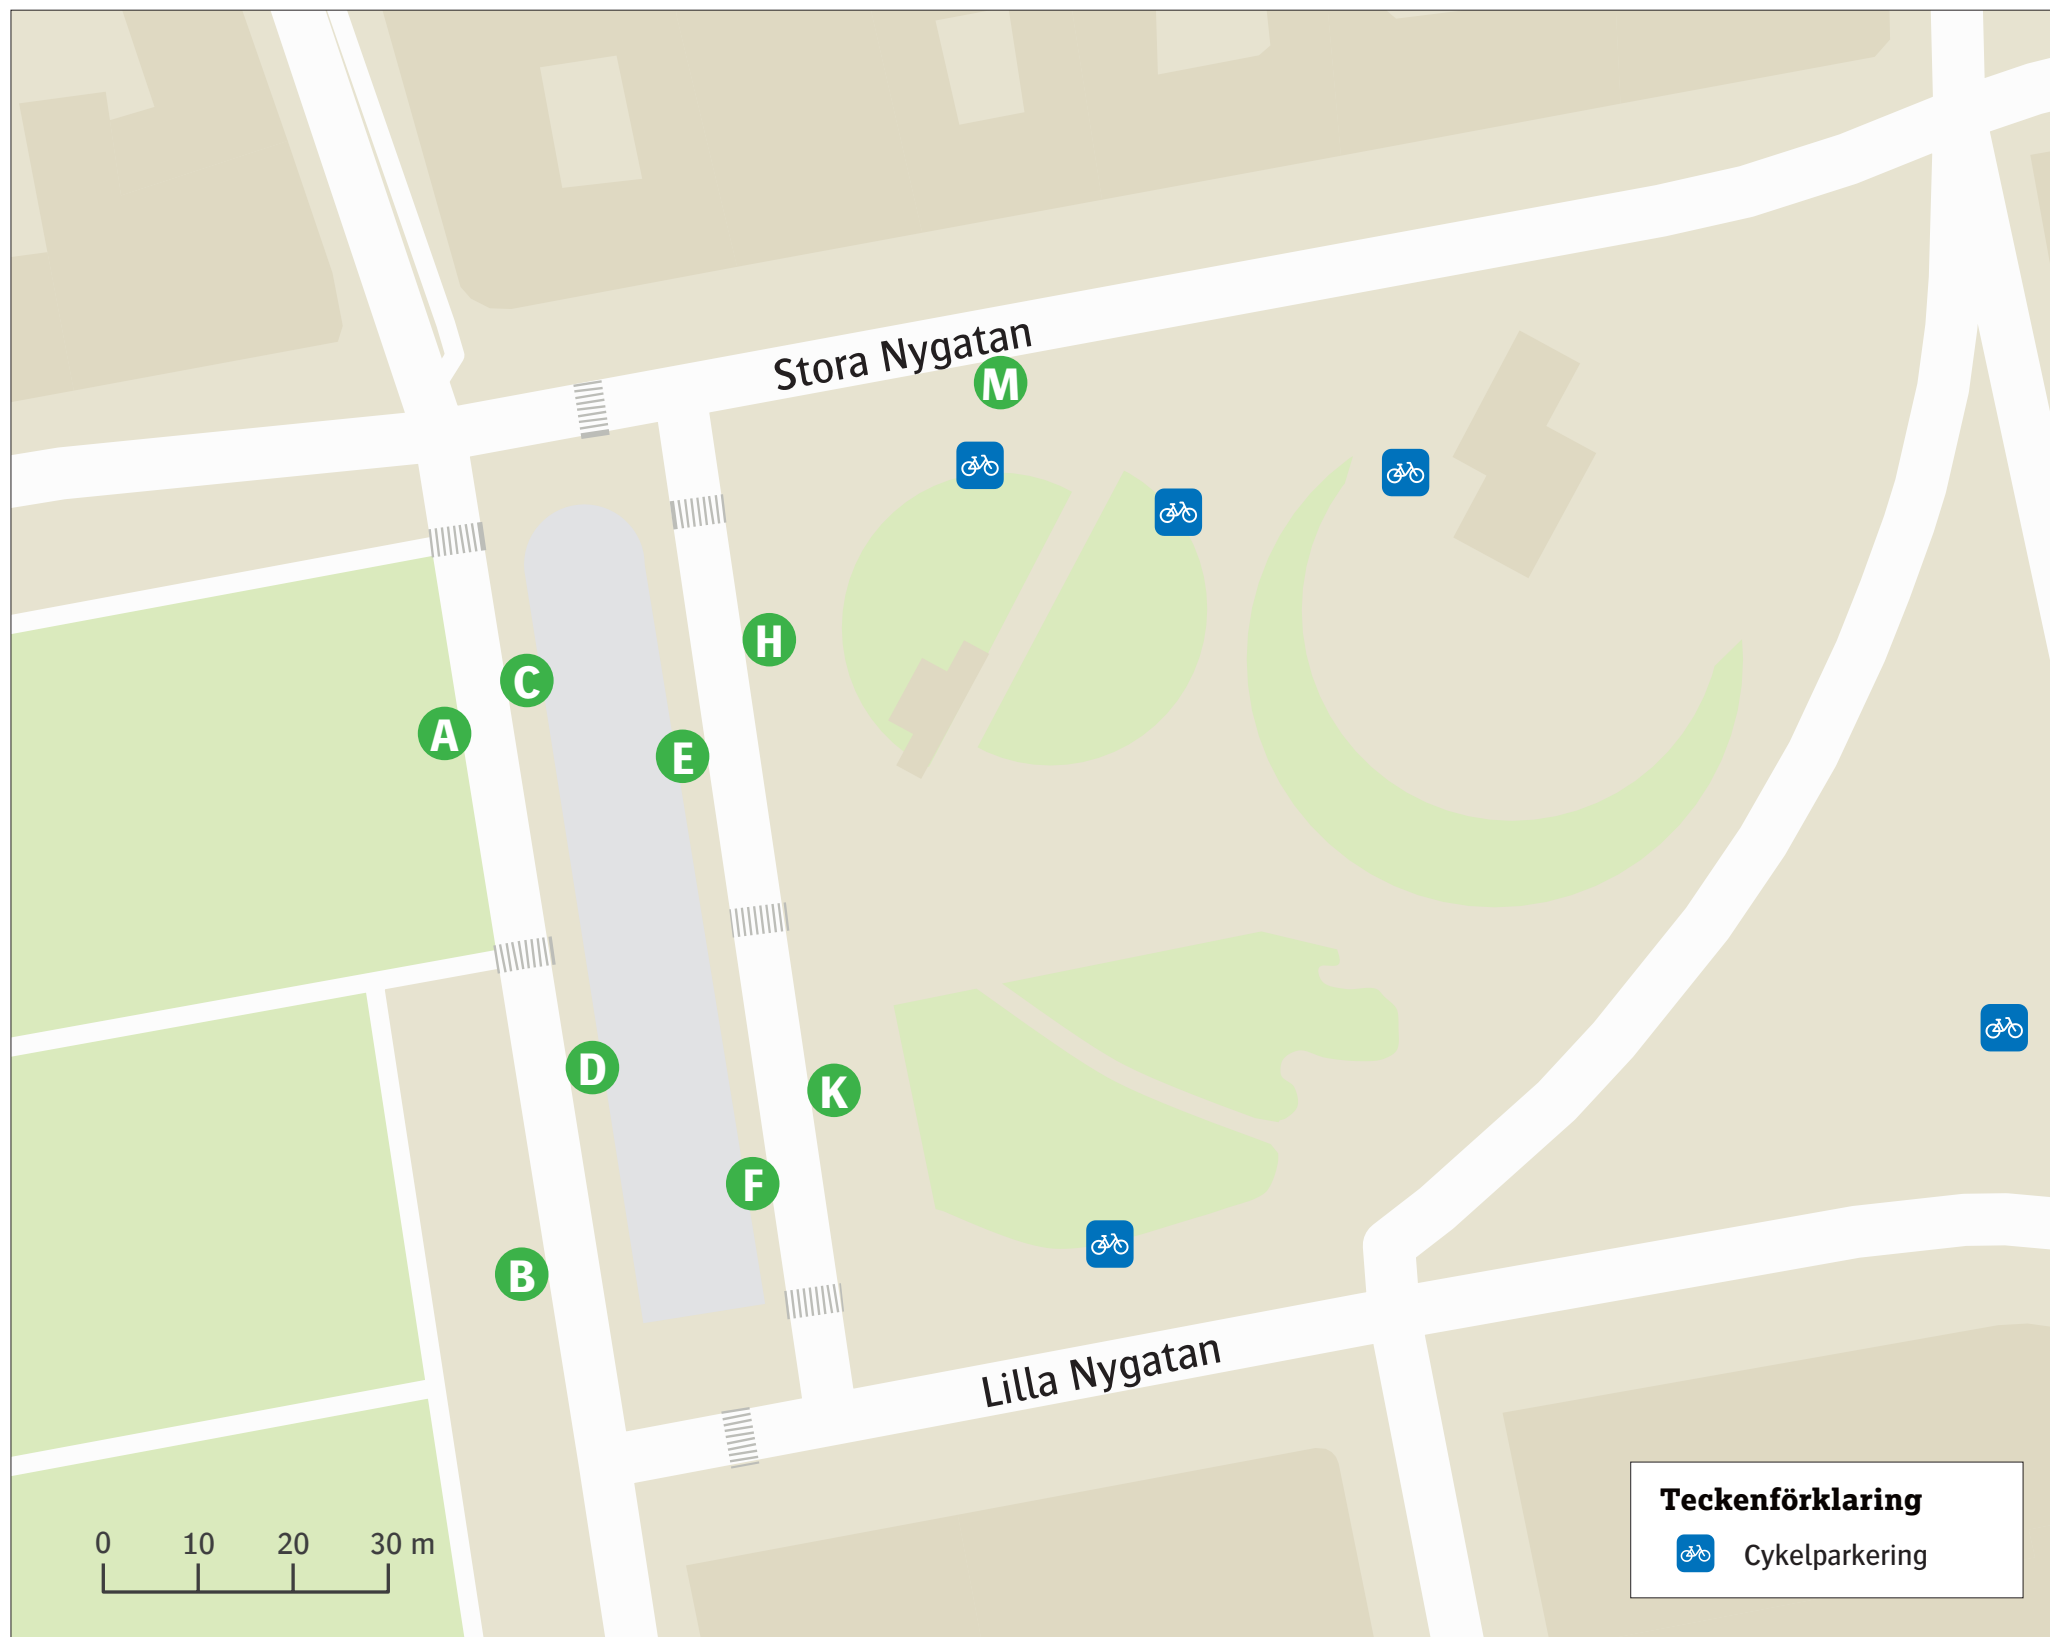 Stora Nygatan
M
H
C
A
E
D
K
F
B
Lilla Nygatan
0 10 20 30 m
Teckenförklaring
Cykelparkering